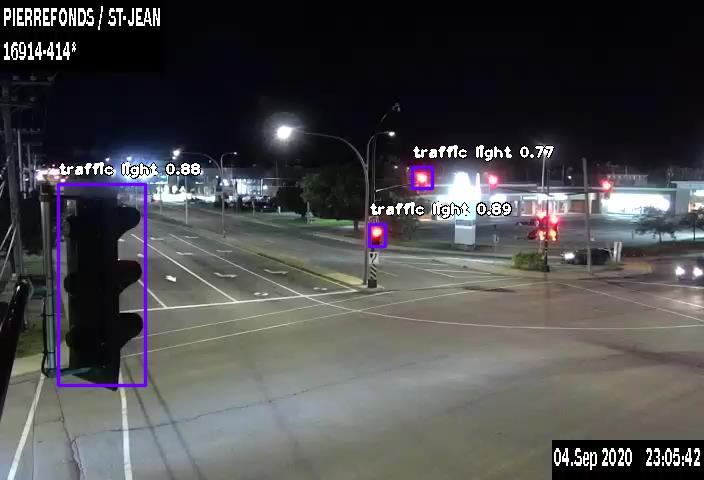 PIERREFONDS / ST-JEAN
16914-414*
traffic light 0.77
traffic light 0.88
traffic light 0.89
04.Sep 2020 23:05:42